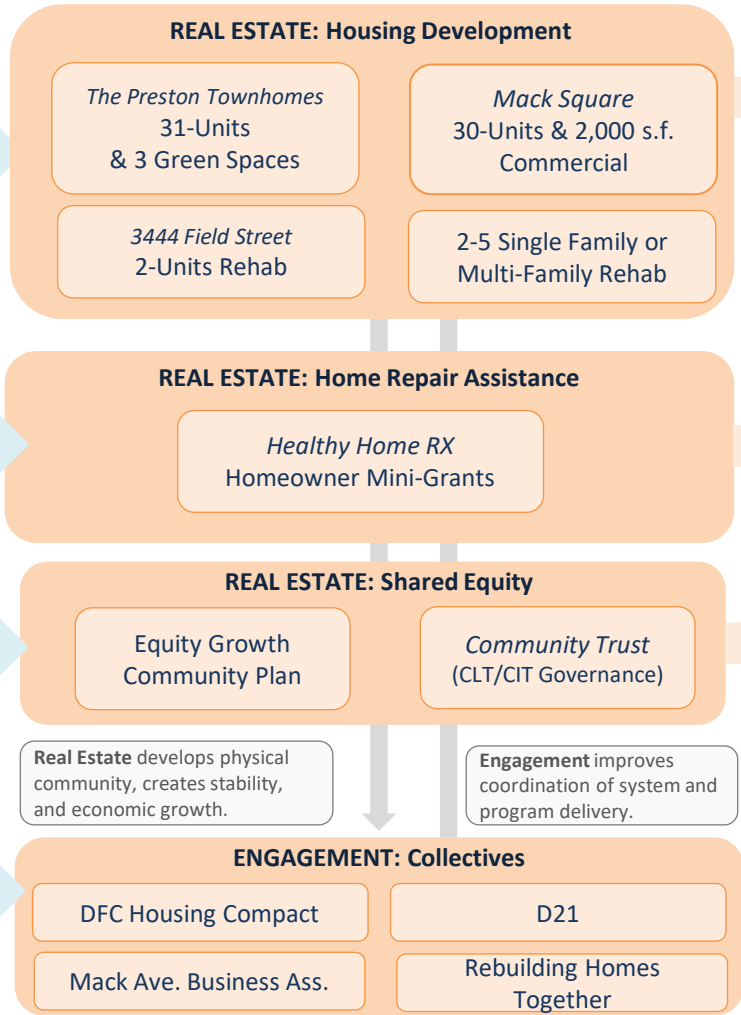 REAL ESTATE: Housing Development
The Preston Townhomes
31-Units
& 3 Green Spaces
Mack Square
30-Units & 2,000 s.f.
Commercial
3444 Field Street
2-Units Rehab
2-5 Single Family or
Multi-Family Rehab
REAL ESTATE: Home Repair Assistance
Healthy Home RX
Homeowner Mini-Grants
REAL ESTATE: Shared Equity
Equity Growth
Community Plan
Community Trust
(CLT/CIT Governance)
Real Estate develops physical
community, creates stability,
and economic growth.
Engagement improves
coordination of system and
program delivery.
ENGAGEMENT: Collectives
DFC Housing Compact
D21
Mack Ave. Business Ass.
Rebuilding Homes
Together